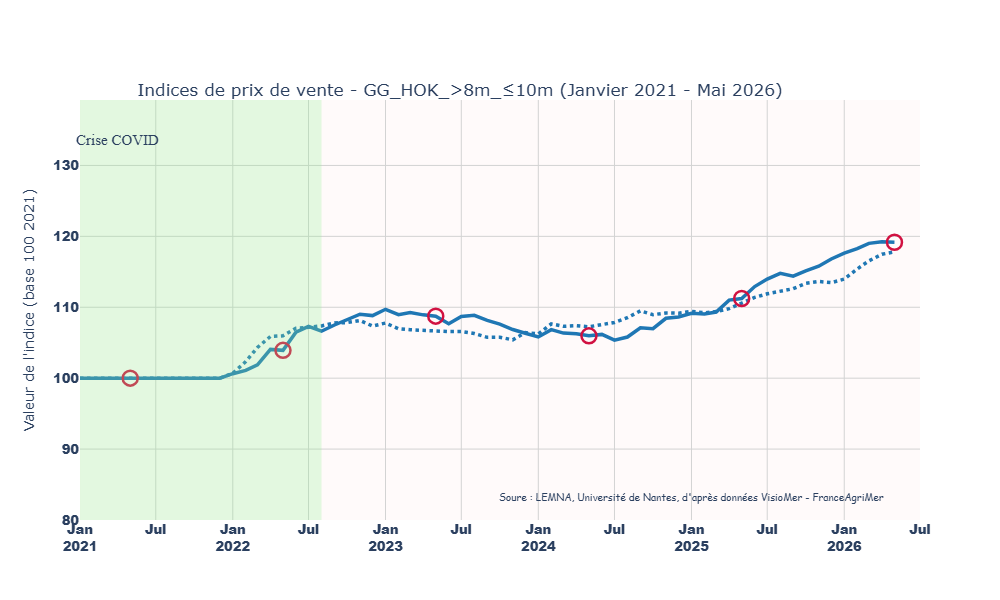 Indices de prix de vente - GG_HOK_>8m_≤10m (Janvier 2021 - Mai 2026)
Crise COVID
Valeur de l'indice (base 100 2021)
130
120
110
100
90
80
Soure : LEMNA, Université de Nantes, d'après données VisioMer - FranceAgriMer
Jan Jul Jan Jul Jan Jul Jan Jul Jan Jul Jan Jul
2021 2022 2023 2024 2025 2026